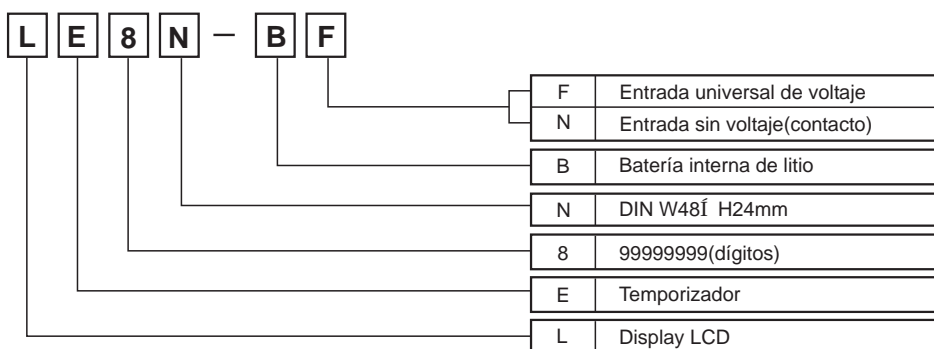 L E 8 N - B F
F Entrada universal de voltaje
N Entrada sin voltaje(contacto)
B Batería interna de litio
N DIN W48Í H24mm
8 99999999(dígitos)
E Temporizador
L Display LCD